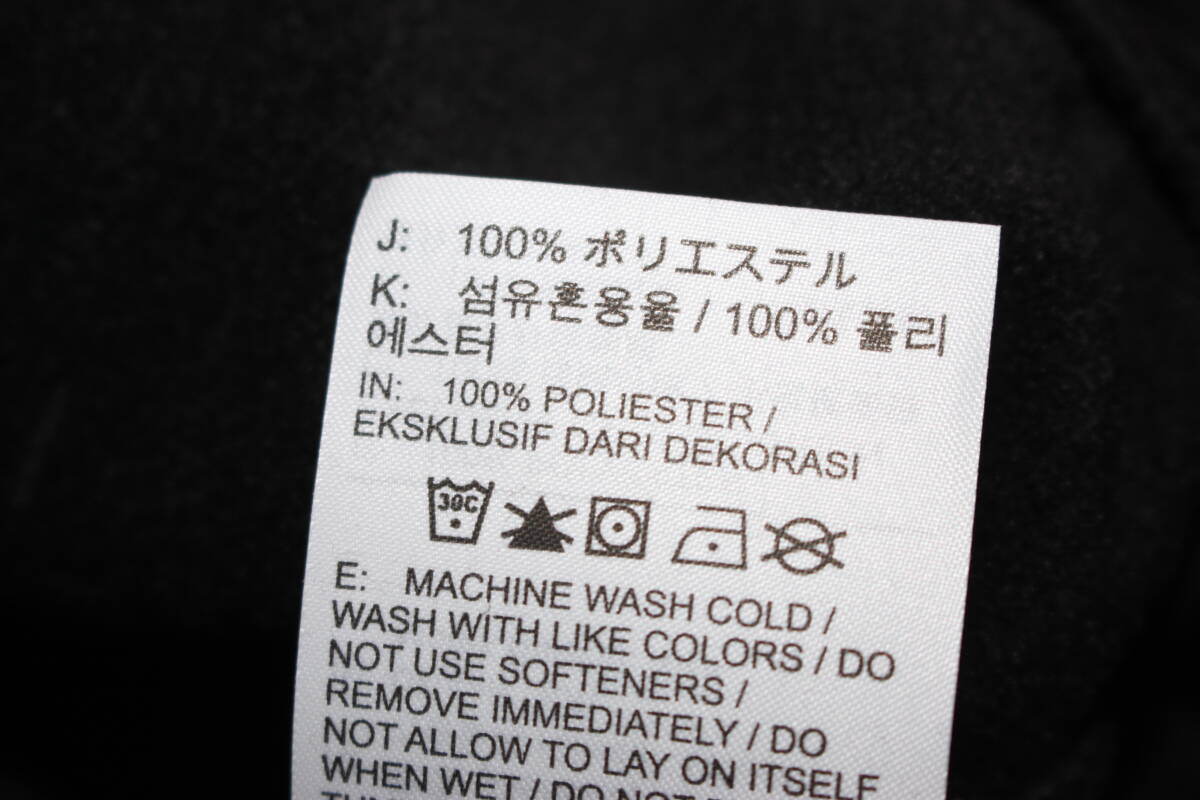 J: 100% ポリエステル
K: 섬유혼용율 / 100% 폴리
에스터
IN: 100% POLIESTER /
EKSKLUSIF DARI DEKORASI
30C
E: MACHINE WASH COLD /
WASH WITH LIKE COLORS / DO
NOT USE SOFTENERS /
REMOVE IMMEDIATELY / DO
NOT ALLOW TO LAY ON ITSELF
WHEN WET / DO NOT